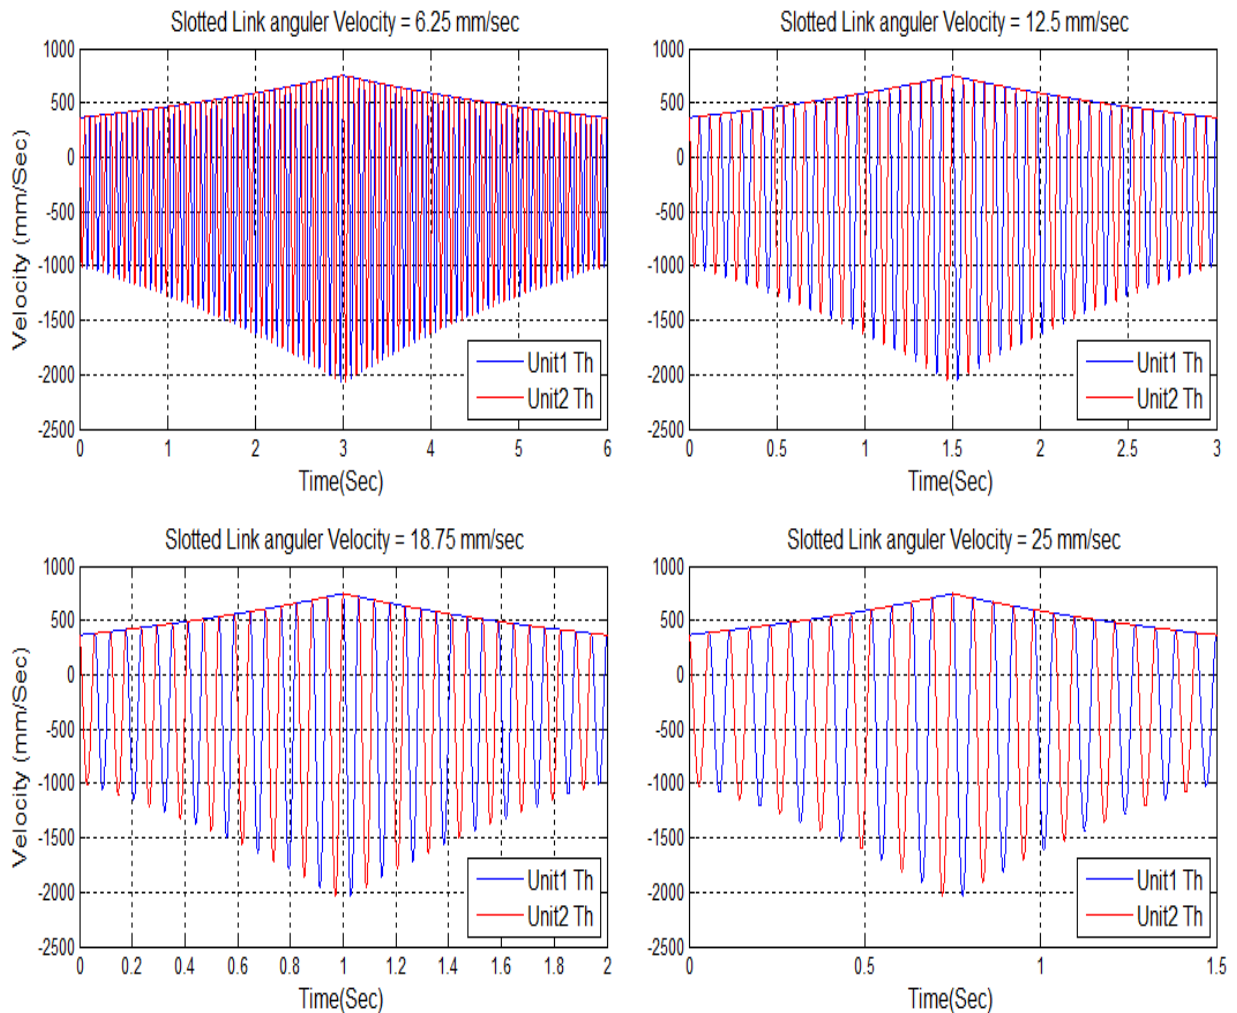 Slotted Link anguler Velocity = 6.25 mm/sec
1000
500
0
-500
-1000
-1500
-2000
-2500
Velocity (mm/Sec)
Unit1 Th
Unit2 Th
0 1 2 3 4 5 6
Time(Sec)
Slotted Link anguler Velocity = 12.5 mm/sec
1000
500
0
-500
-1000
-1500
-2000
-2500
Unit1 Th
Unit2 Th
0 0.5 1 1.5 2 2.5 3
Time(Sec)
Slotted Link anguler Velocity = 18.75 mm/sec
1000
500
0
-500
-1000
-1500
-2000
-2500
Velocity (mm/Sec)
Unit1 Th
Unit2 Th
0 0.2 0.4 0.6 0.8 1 1.2 1.4 1.6 1.8 2
Time(Sec)
Slotted Link anguler Velocity = 25 mm/sec
1000
500
0
-500
-1000
-1500
-2000
-2500
Unit1 Th
Unit2 Th
0 0.5 1 1.5
Time(Sec)